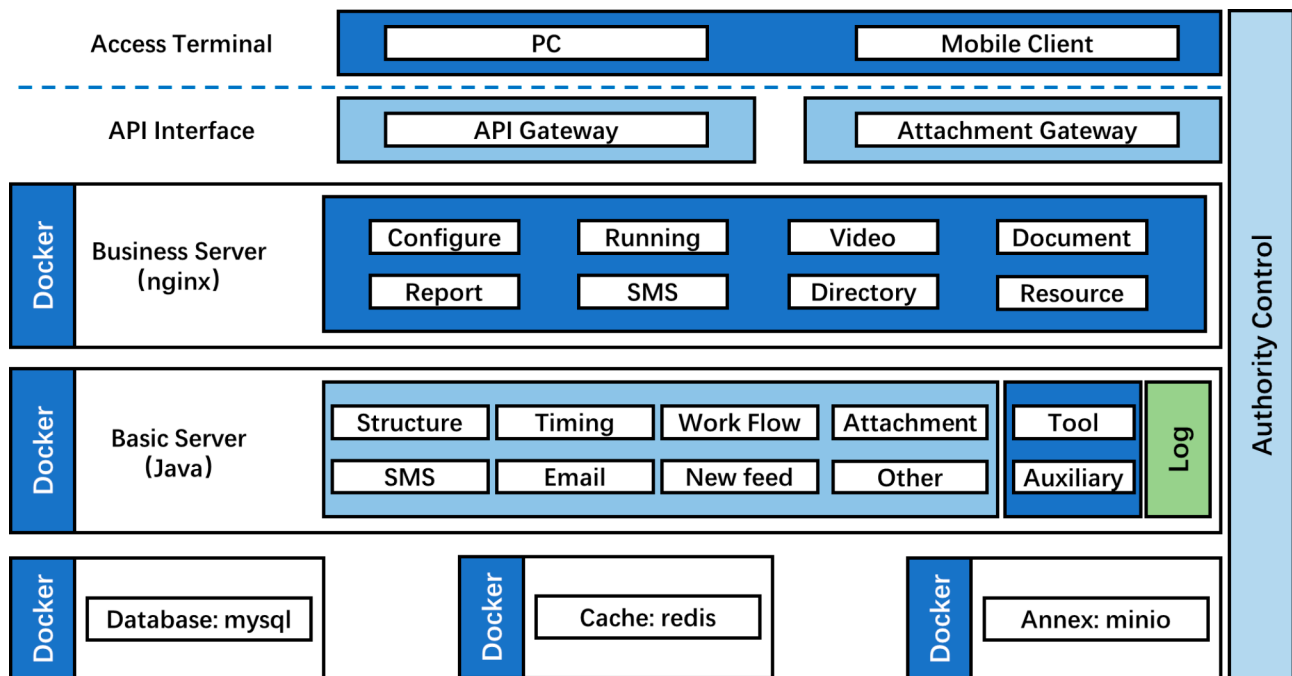 Access Terminal
PC
Mobile Client
API Interface
API Gateway
Attachment Gateway
Docker
Business Server
(nginx)
Configure
Running
Video
Document
Report
SMS
Directory
Resource
Docker
Basic Server
(Java)
Structure
Timing
Work Flow
Attachment
SMS
Email
New feed
Other
Tool
Auxiliary
Log
Docker
Database: mysql
Docker
Cache: redis
Docker
Annex: minio
Authority Control